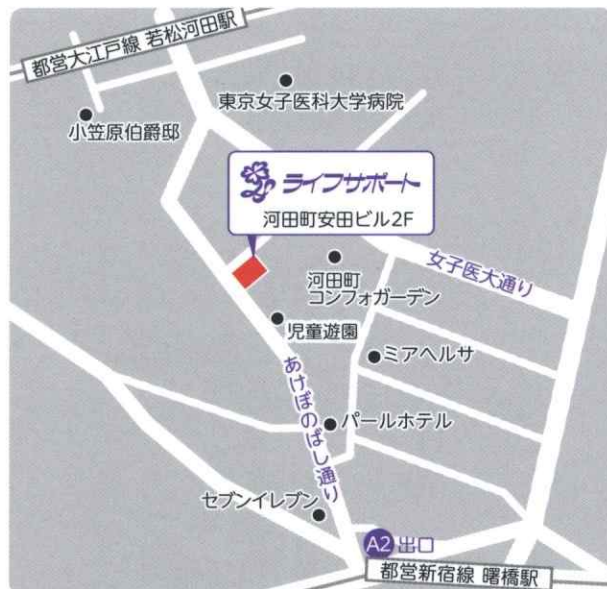 都営大江戸線 若松河田駅
東京女子医科大学病院
小笠原伯爵邸
ライフサポート
河田町安田ビル2F
河田町
コンフォガーデン
女子医大通り
児童遊園
ミアヘルサ
あけぼのばし通り
パールホテル
セブンイレブン
A2 出口
都営新宿線 曙橋駅